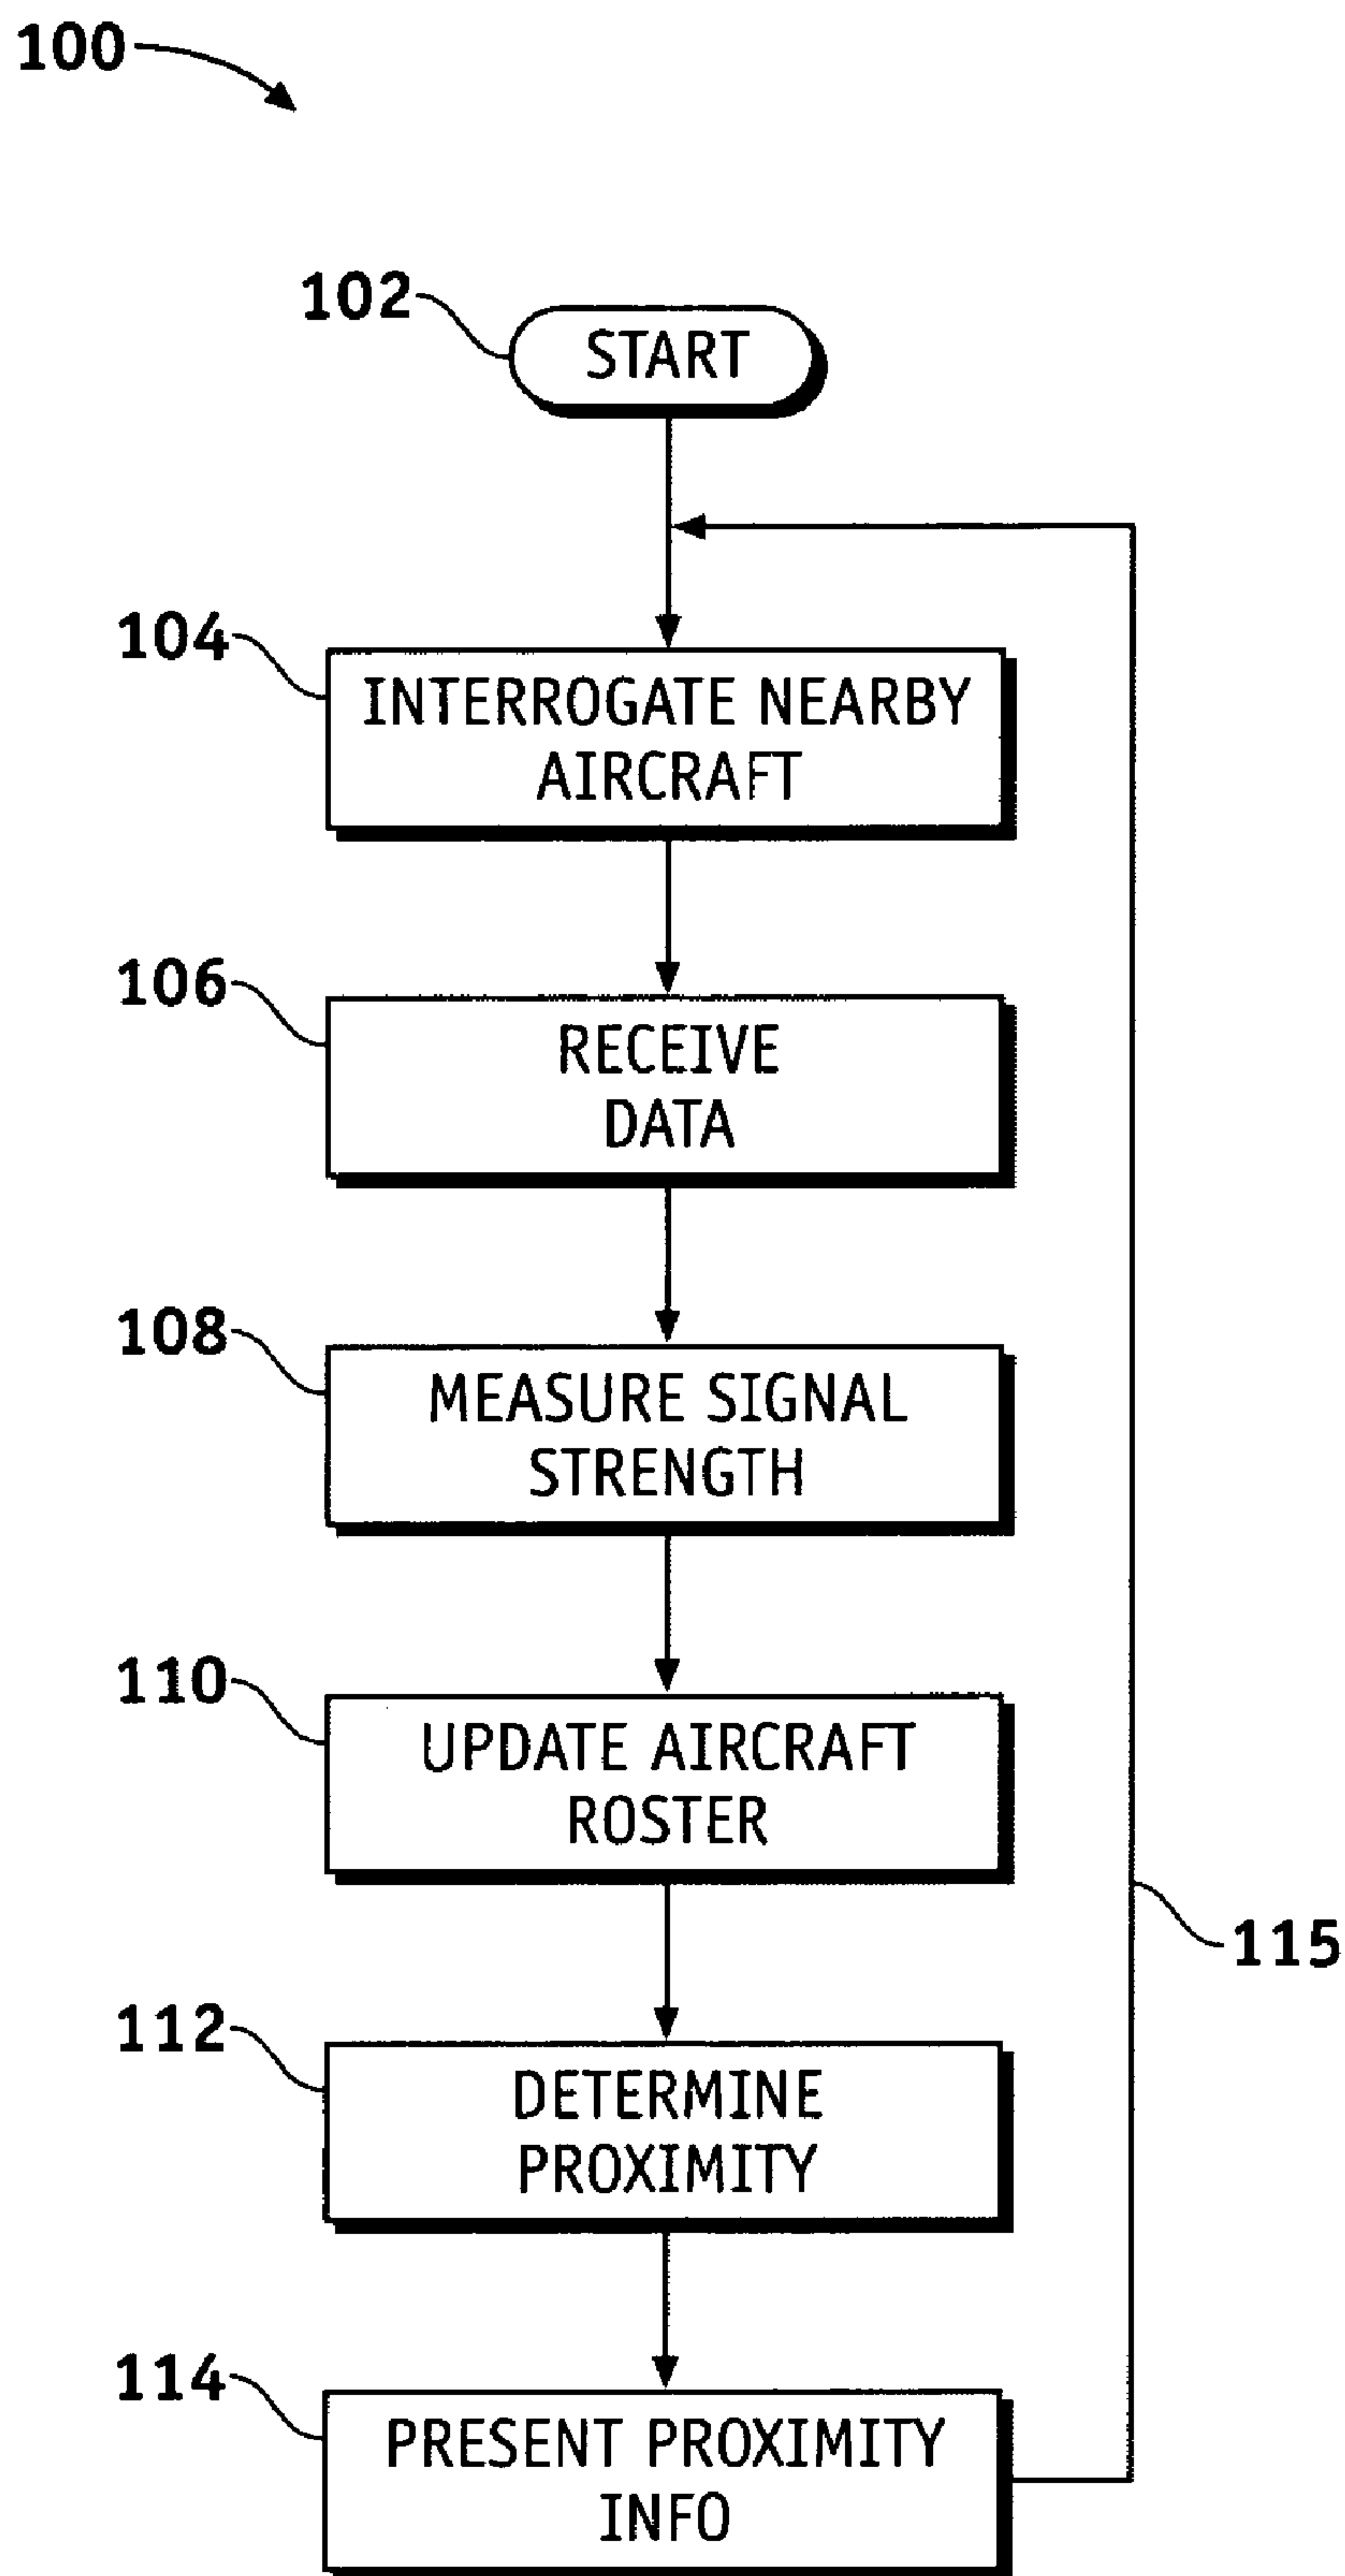 100
102
START
104
INTERROGATE NEARBY
AIRCRAFT
106
RECEIVE
DATA
108
MEASURE SIGNAL
STRENGTH
110
UPDATE AIRCRAFT
ROSTER
115
112
DETERMINE
PROXIMITY
114
PRESENT PROXIMITY
INFO